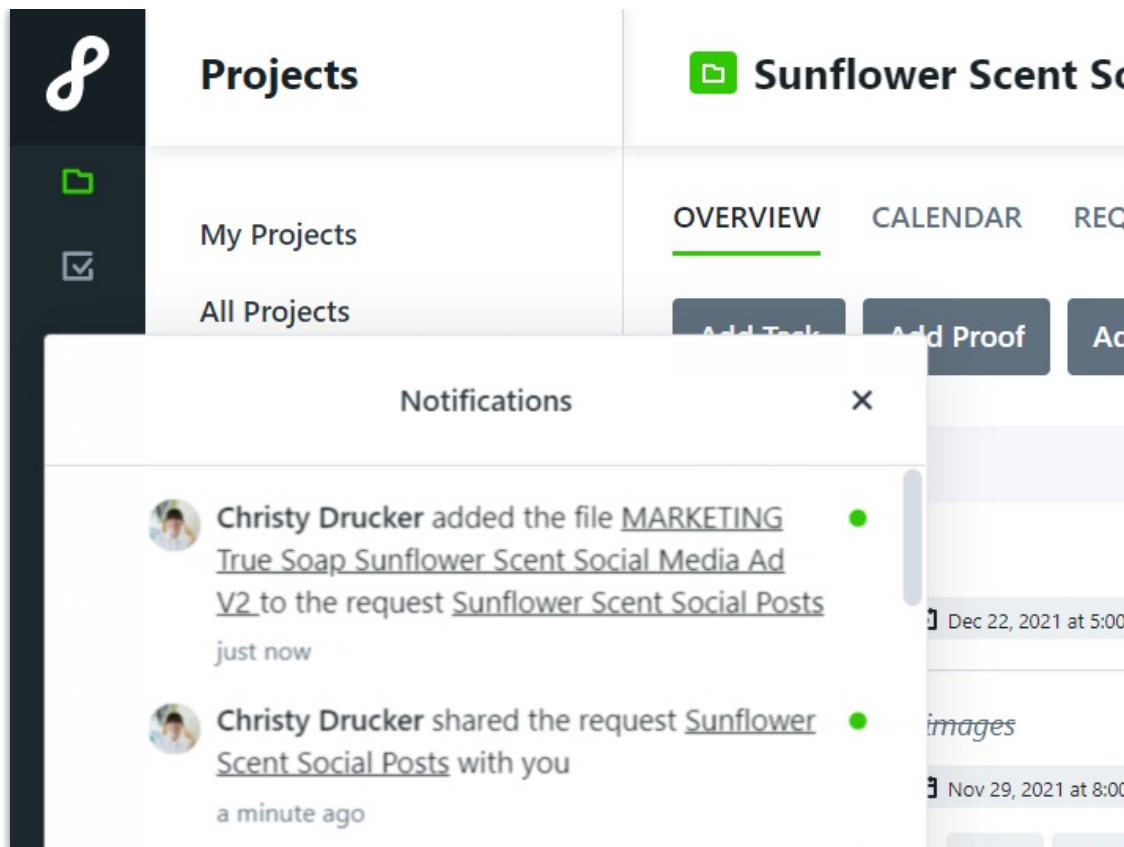 Projects
Sunflower Scent
My Projects
All Projects
OVERVIEW CALENDAR
Add Task Add Proof
Notifications
Christy Drucker added the file MARKETING
True Soap Sunflower Scent Social Media Ad
V2 to the request Sunflower Scent Social Posts
just now
Christy Drucker shared the request Sunflower
Scent Social Posts with you
a minute ago
Dec 22, 2021 at 5:00
images
Nov 29, 2021 at 8:00